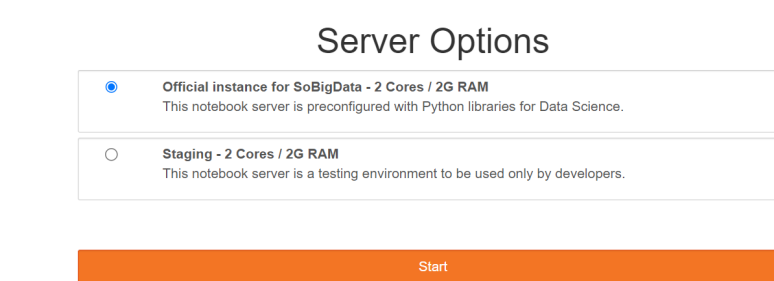 Server Options
Official instance for SoBigData - 2 Cores / 2G RAM
This notebook server is preconfigured with Python libraries for Data Science.
Staging - 2 Cores / 2G RAM
This notebook server is a testing environment to be used only by developers.
Start